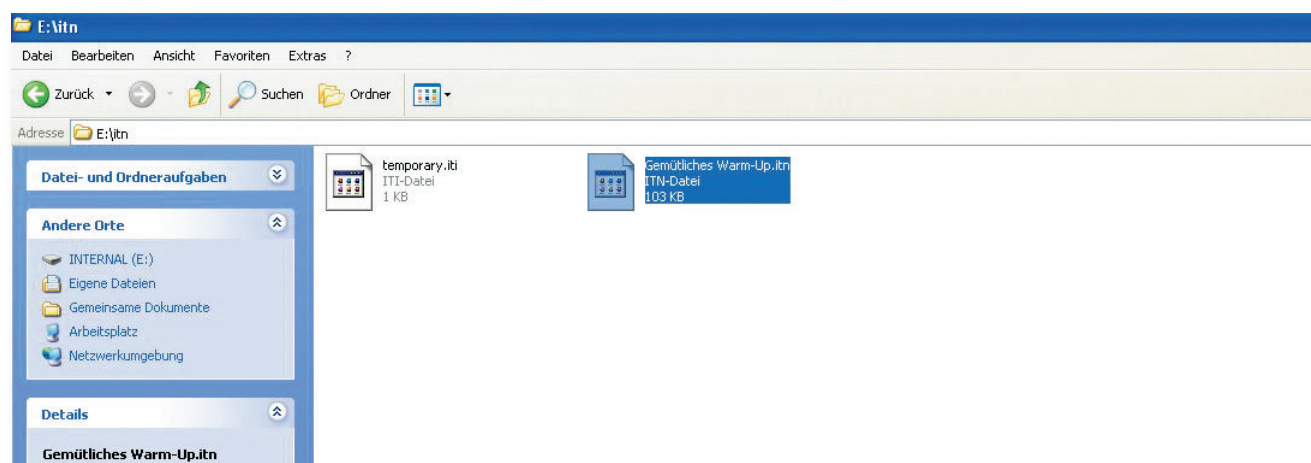 E:\itn
Datei Bearbeiten Ansicht Favoriten Extras ?
Zurück Suchen Ordner
Adresse E:\itn
Datei- und Ordneraufgaben
Andere Orte
INTERNAL (E:)
Eigene Dateien
Gemeinsame Dokumente
Arbeitsplatz
Netzwerkumgebung
Details
Gemütliches Warm-Up.itn
temporary.iti
ITI-Datei
1 KB
Gemütliches Warm-Up.itn
ITN-Datei
103 KB